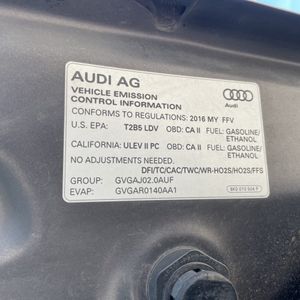 AUDI AG
VEHICLE EMISSION
CONTROL INFORMATION
Audi
CONFORMS TO REGULATIONS: 2016 MY FFV
U.S. EPA: T2B5 LDV OBD: CA II FUEL: GASOLINE/
ETHANOL
CALIFORNIA: ULEV II PC OBD: CA II FUEL: GASOLINE/
ETHANOL
NO ADJUSTMENTS NEEDED.
DFI/TC/CAC/TWC/WR-HO2S/HO2S/FFS
GROUP: GVGAJ02.0AUF
EVAP: GVGAR0140AA1